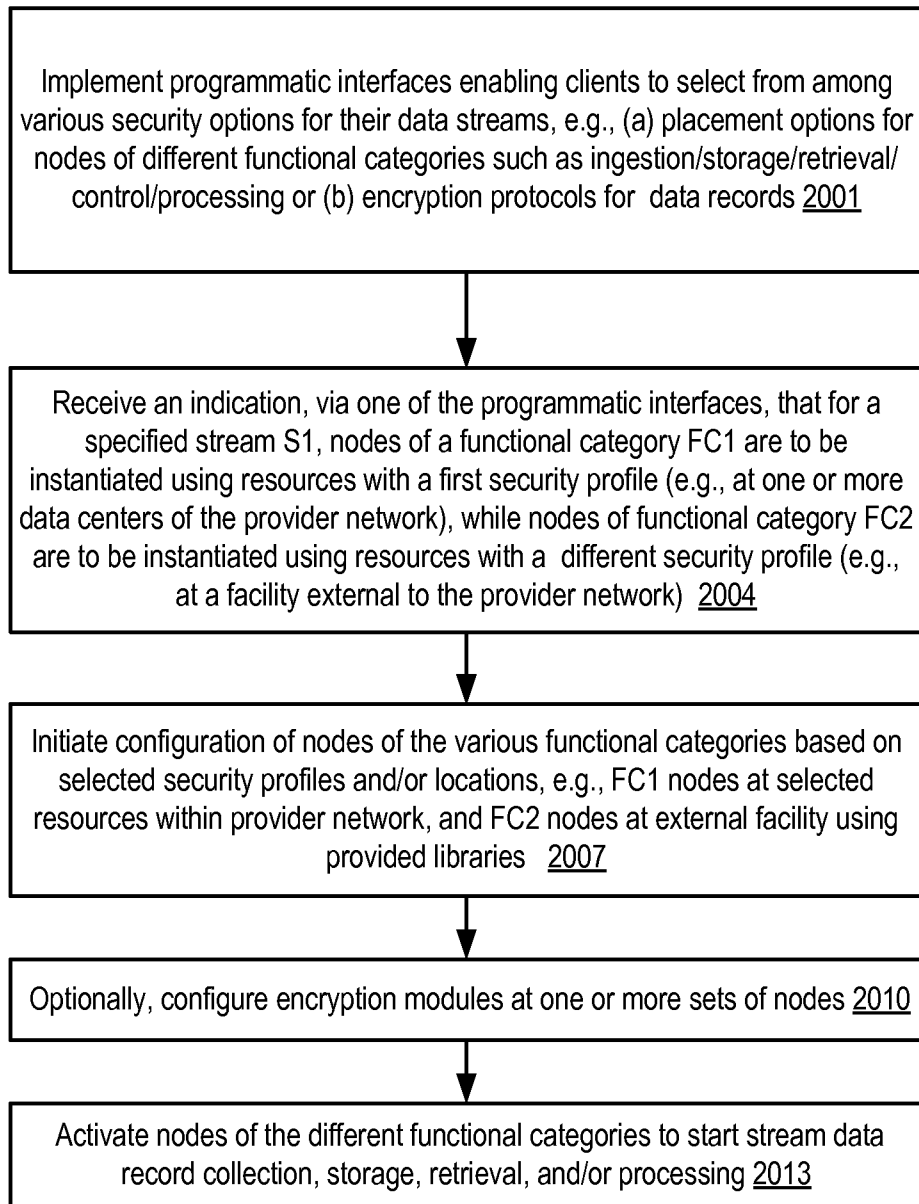 Implement programmatic interfaces enabling clients to select from among
various security options for their data streams, e.g., (a) placement options for
nodes of different functional categories such as ingestion/storage/retrieval/
control/processing or (b) encryption protocols for data records 2001
Receive an indication, via one of the programmatic interfaces, that for a
specified stream S1, nodes of a functional category FC1 are to be
instantiated using resources with a first security profile (e.g., at one or more
data centers of the provider network), while nodes of functional category FC2
are to be instantiated using resources with a different security profile (e.g.,
at a facility external to the provider network) 2004
Initiate configuration of nodes of the various functional categories based on
selected security profiles and/or locations, e.g., FC1 nodes at selected
resources within provider network, and FC2 nodes at external facility using
provided libraries 2007
Optionally, configure encryption modules at one or more sets of nodes 2010
Activate nodes of the different functional categories to start stream data
record collection, storage, retrieval, and/or processing 2013